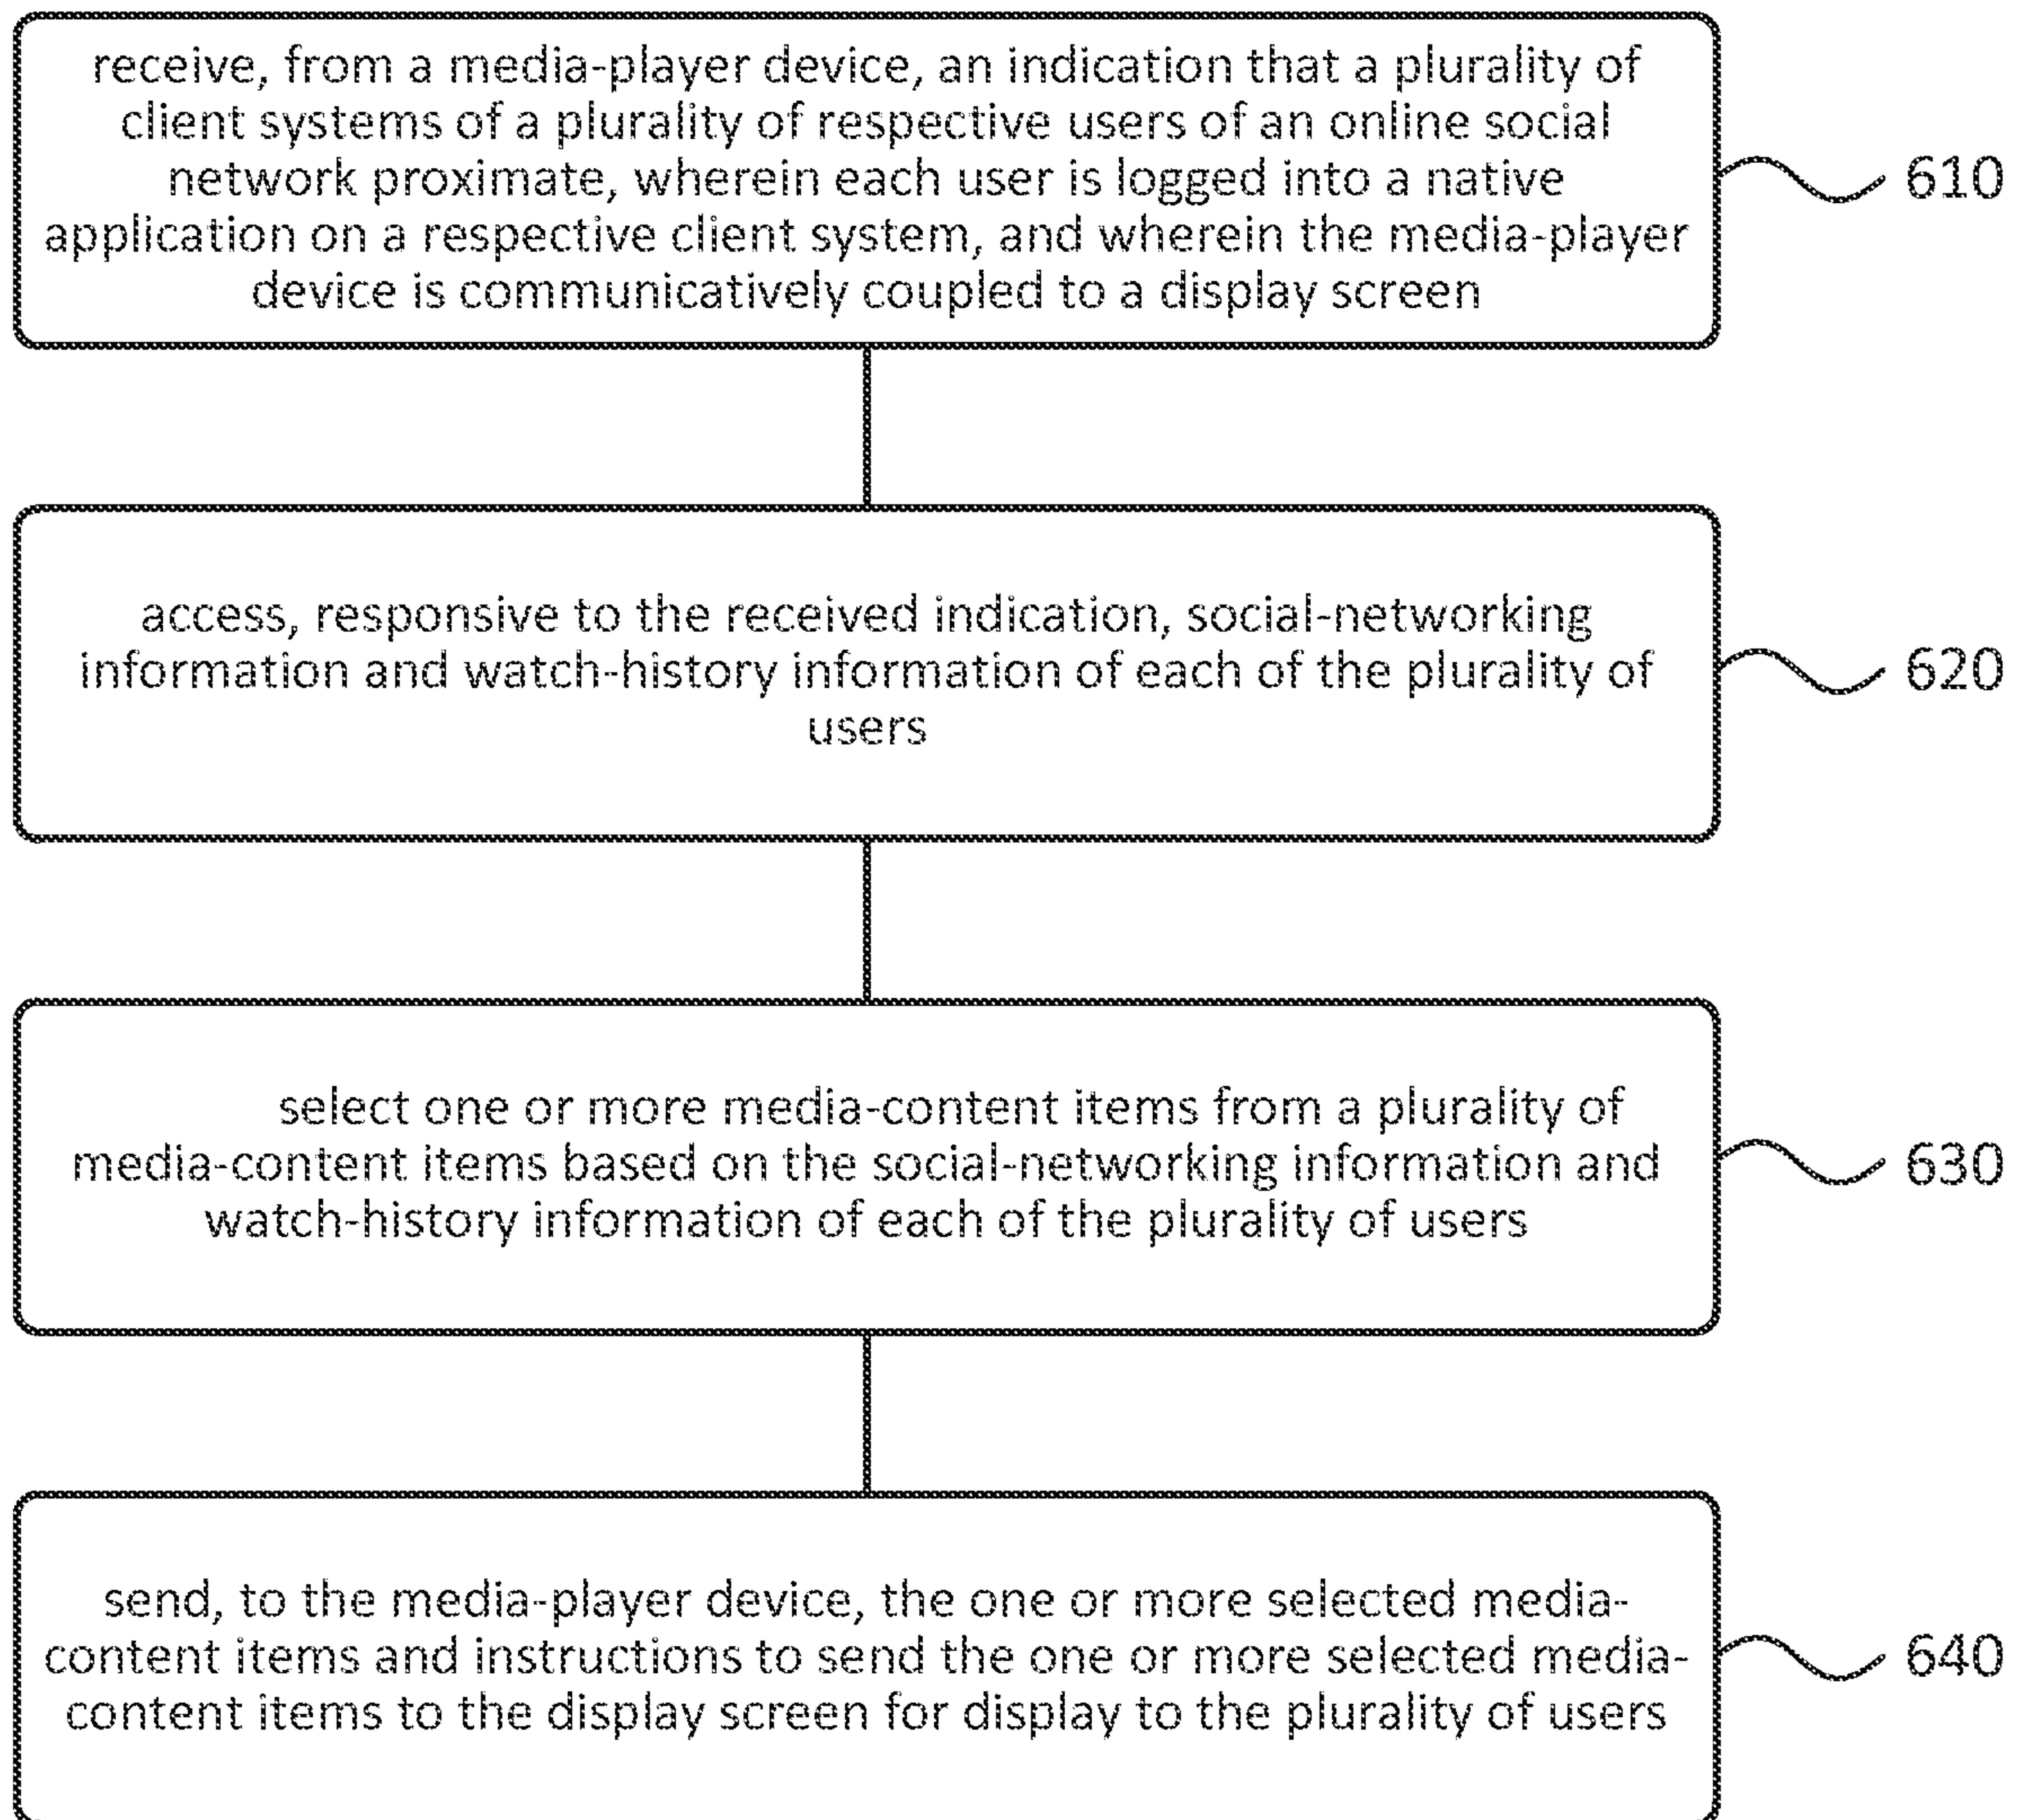 receive, from a media-player device, an indication that a plurality of
client systems of a plurality of respective users of an online social
network proximate, wherein each user is logged into a native
application on a respective client system, and wherein the media-player
device is communicatively coupled to a display screen
610
access, responsive to the received indication, social-networking
information and watch-history information of each of the plurality of
users
620
select one or more media-content items from a plurality of
media-content items based on the social-networking information and
watch-history information of each of the plurality of users
630
send, to the media-player device, the one or more selected media-
content items and instructions to send the one or more selected media-
content items to the display screen for display to the plurality of users
640